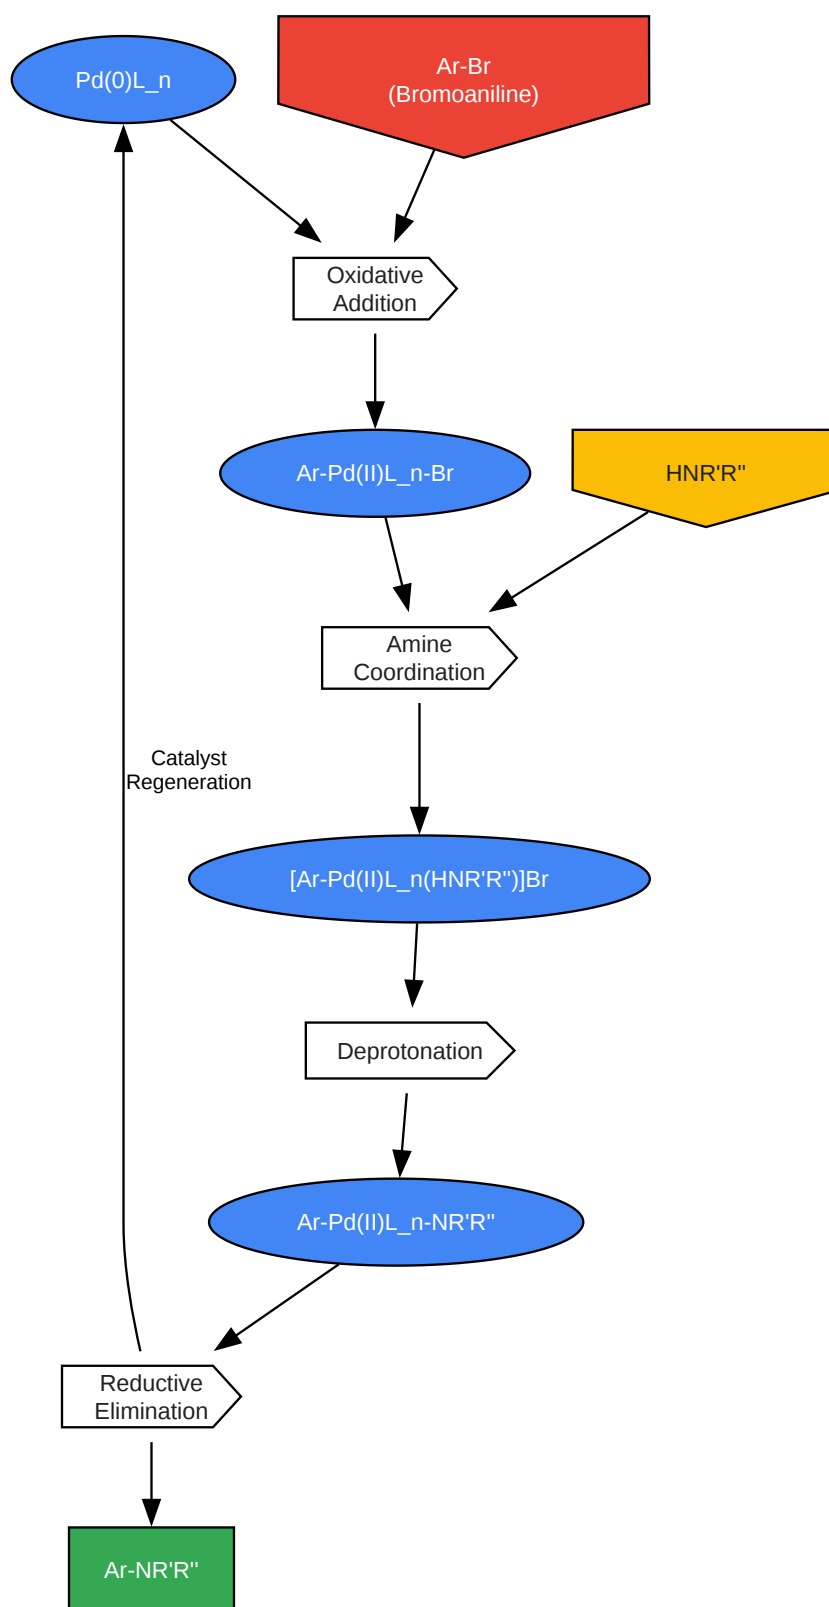 Pd(0)L_n
Ar-Br
(Bromoaniline)
Oxidative
Addition
Ar-Pd(II)L_n-Br
HNR'R"
Amine
Coordination
Catalyst
Regeneration
[Ar-Pd(II)L_n(HNR'R")]Br
Deprotonation
Ar-Pd(II)L_n-NR'R"
Reductive
Elimination
Ar-NR'R"